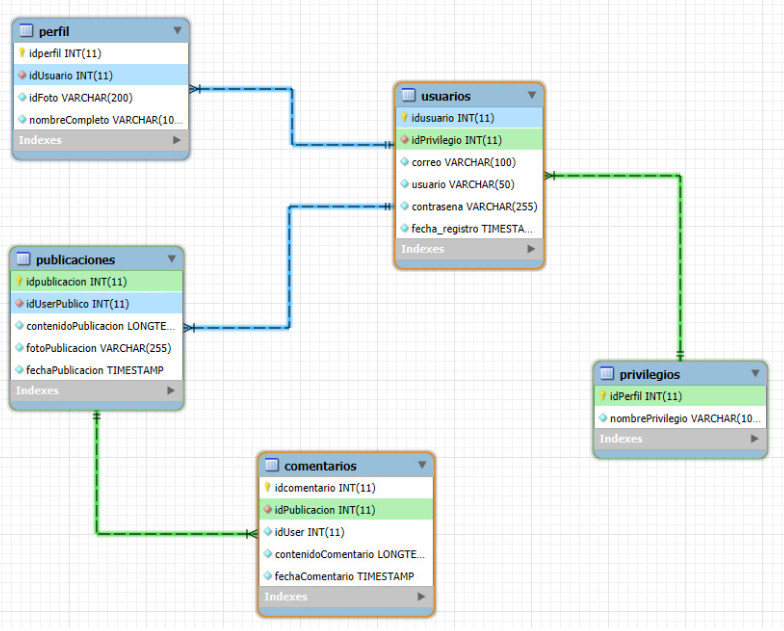 perfil
idperfil INT(11)
idUsuario INT(11)
idFoto VARCHAR(200)
nombreCompleto VARCHAR(10...
Indexes
usuarios
idusuario INT(11)
idPrivilegio INT(11)
correo VARCHAR(100)
usuario VARCHAR(50)
contrasena VARCHAR(255)
fecha_registro TIMESTA...
Indexes
publicaciones
idpublicacion INT(11)
idUserPublico INT(11)
contenidoPublicacion LONGTE...
fotoPublicacion VARCHAR(255)
fechaPublicacion TIMESTAMP
Indexes
privilegios
idPerfil INT(11)
nombrePrivilegio VARCHAR(10...
Indexes
comentarios
idcomentario INT(11)
idPublicacion INT(11)
idUser INT(11)
contenidoComentario LONGTE...
fechaComentario TIMESTAMP
Indexes